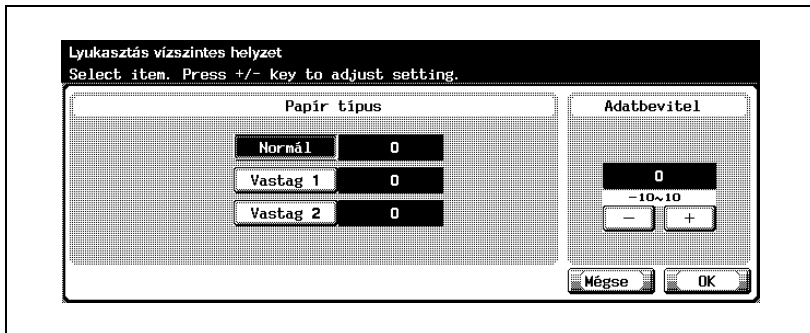 Lyukasztás vízszintes helyzet
Select item. Press +/- key to adjust setting.
Papír típus
Normál 0
Vastag 1 0
Vastag 2 0
Adatbevitel
0
-10~10
- +
Mégse OK